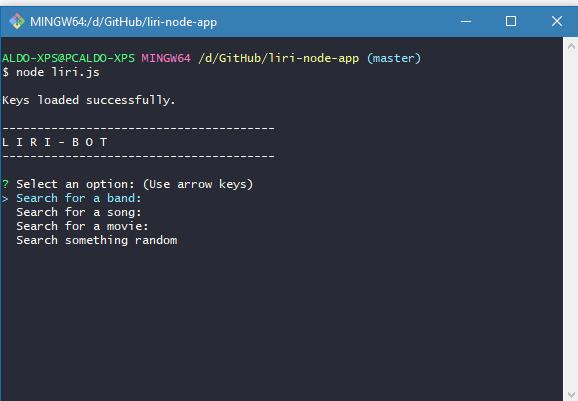 MINGW64:/d/GitHub/liri-node-app
ALDO-XPS@PCALDO-XPS MINGW64 /d/GitHub/liri-node-app (master)
$ node liri.js
Keys loaded successfully.
---------------------------------------
L I R I - B O T
---------------------------------------
? Select an option: (Use arrow keys)
> Search for a band:
  Search for a song:
  Search for a movie:
  Search something random